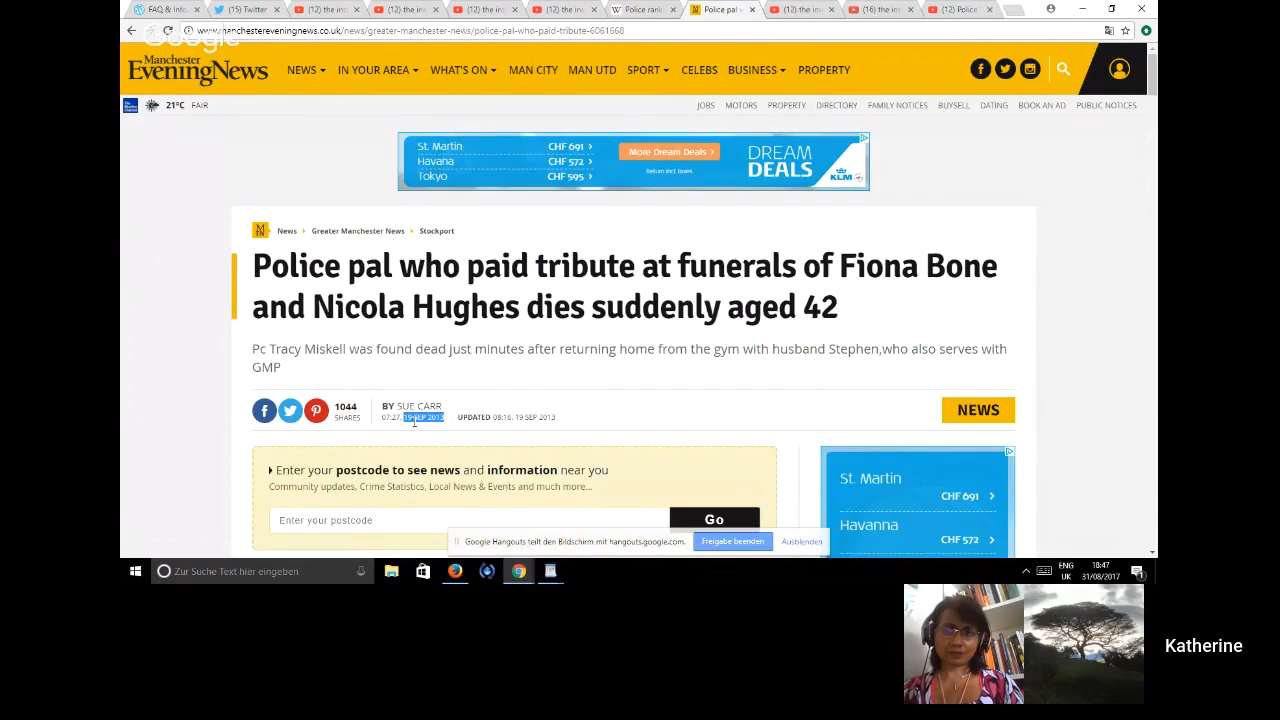 FAQ & Info
(15) Twitter
(12) the ins
(12) the ins
(12) the ins
(12) the ins
Police rank
Police pal w
(12) the ins
(16) the ins
(12) Police
Google
www.manchestereveningnews.co.uk/news/greater-manchester-news/police-pal-who-paid-tribute-6061668
Manchester
Evening News
NEWS IN YOUR AREA WHAT'S ON MAN CITY MAN UTD SPORT CELEBS BUSINESS PROPERTY
21°C FAIR
JOBS MOTORS PROPERTY DIRECTORY FAMILY NOTICES BUYSELL DATING BOOK AN AD PUBLIC NOTICES
St. Martin CHF 691
Havana CHF 572
Tokyo CHF 595
More Dream Deals
Return incl. taxes
DREAM
DEALS
KLM
News Greater Manchester News Stockport
Police pal who paid tribute at funerals of Fiona Bone
and Nicola Hughes dies suddenly aged 42
Pc Tracy Miskell was found dead just minutes after returning home from the gym with husband Stephen,who also serves with
GMP
1044
SHARES
BY SUE CARR
07:27, 19 SEP 2013 UPDATED 08:16, 19 SEP 2013
NEWS
Enter your postcode to see news and information near you
Community updates, Crime Statistics, Local News & Events and much more...
Enter your postcode
Go
St. Martin
CHF 691
Havanna
CHF 572
Google Hangouts teilt den Bildschirm mit hangouts.google.com.
Freigabe beenden
Ausblenden
Zur Suche Text hier eingeben
ENG
UK
18:47
31/08/2017
Katherine